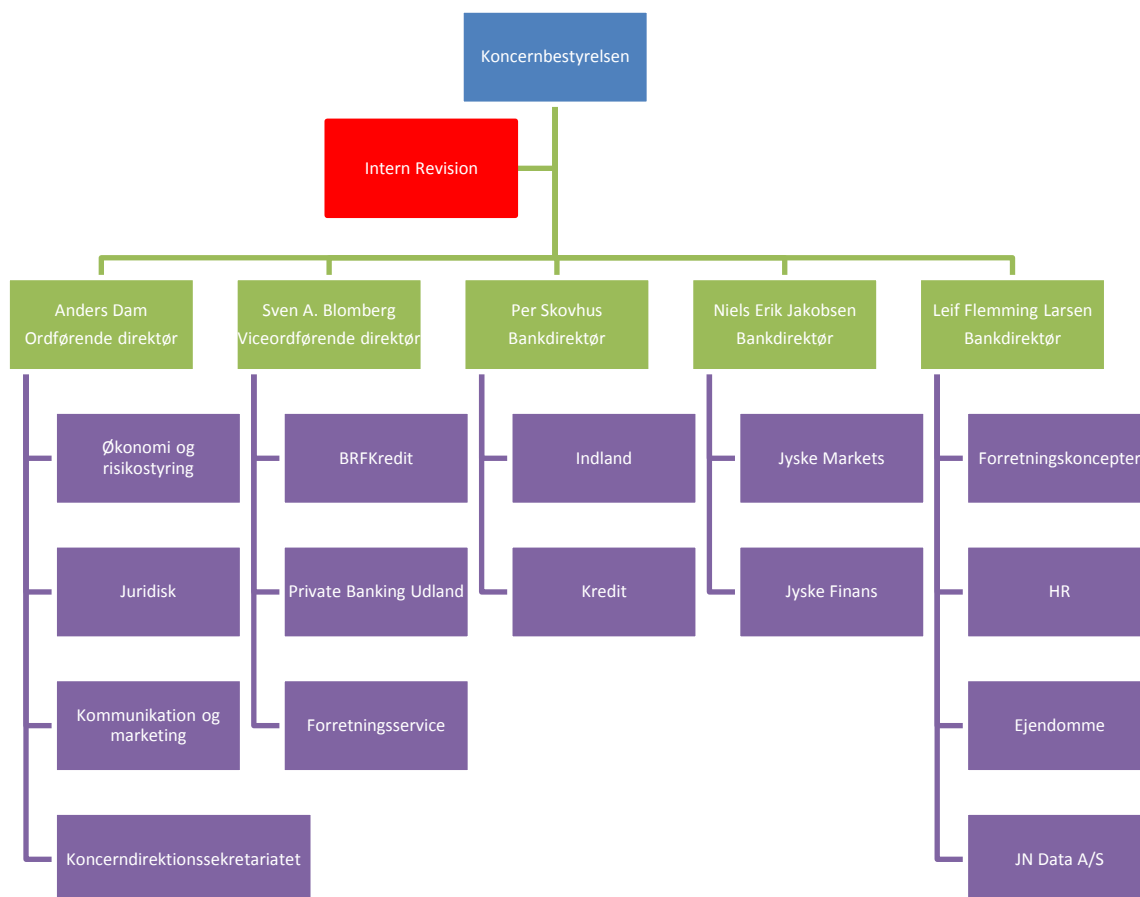 Koncernbestyrelsen
Intern Revision
Anders Dam
Ordførende direktør
Sven A. Blomberg
Viceordførende direktør
Per Skovhus
Bankdirektør
Niels Erik Jakobsen
Bankdirektør
Leif Flemming Larsen
Bankdirektør
Økonomi og
risikostyring
BRFKredit
Indland
Jyske Markets
Forretningskoncepter
Juridisk
Private Banking Udland
Kredit
Jyske Finans
HR
Kommunikation og
marketing
Forretningsservice
Ejendomme
Koncerndirektionssekretariatet
JN Data A/S